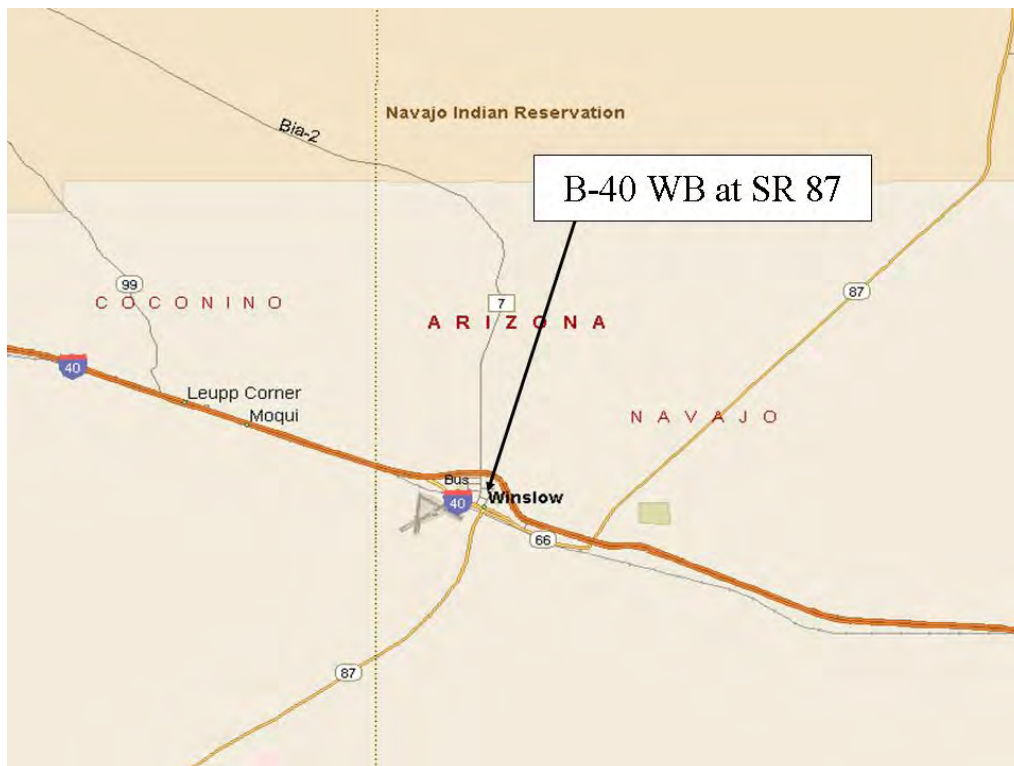 Navajo Indian Reservation
Bia-2
B-40 WB at SR 87
99
COCONINO
7
87
ARIZONA
40
Leupp Corner
Moqui
NAVAJO
Bus
40
Winslow
66
87